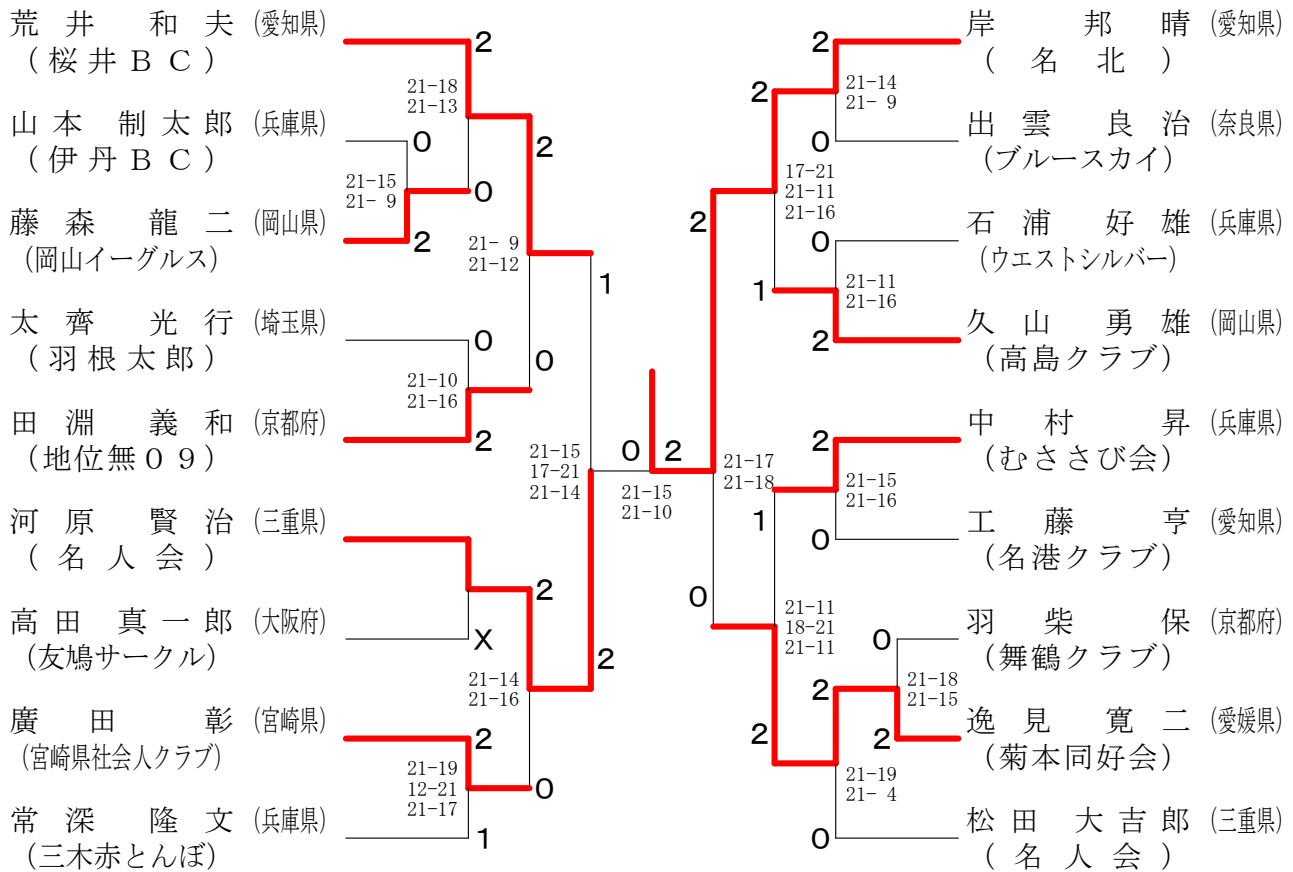 荒井 和夫 (愛知県)
(桜井BC)
山本 制太郎 (兵庫県)
(伊丹BC)
藤森 龍二 (岡山県)
(岡山イーグルス)
太齊 光行 (埼玉県)
(羽根太郎)
田淵 義和 (京都府)
(地位無09)
河原 賢治 (三重県)
(名人会)
高田 真一郎 (大阪府)
(友鳩サークル)
廣田 彰 (宮崎県)
(宮崎県社会人クラブ)
常深 隆文 (兵庫県)
(三木赤とんぼ)
2
21-18
21-13
0
21-15
21- 9
2
0
2
21- 9
21-12
0
21-10
21-16
2
0
1
21-15
17-21
21-14
2
X
2
21-14
21-16
2
21-19
12-21
21-17
1
0
0
2
21-15
21-10
2
21-17
21-18
0
2
17-21
21-11
21-16
1
2
21-14
21- 9
0
0
21-11
21-16
2
1
21-11
18-21
21-11
2
2
21-15
21-16
0
0
21-18
21-15
2
2
21-19
21- 4
0
岸 邦晴 (愛知県)
(名北)
出雲 良治 (奈良県)
(ブルースカイ)
石浦 好雄 (兵庫県)
(ウエストシルバー)
久山 勇雄 (岡山県)
(高島クラブ)
中村 昇 (兵庫県)
(むささび会)
工藤 亨 (愛知県)
(名港クラブ)
羽柴 保 (京都府)
(舞鶴クラブ)
逸見 寛二 (愛媛県)
(菊本同好会)
松田 大吉郎 (三重県)
(名人会)